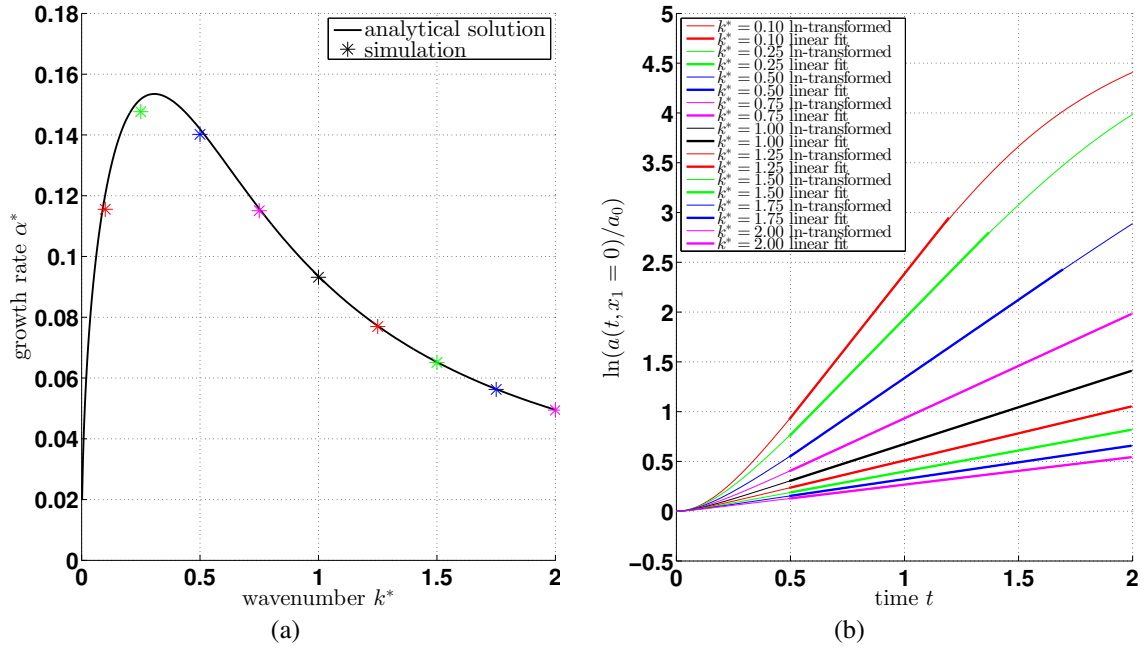 0.18
0.16
0.14
0.12
0.1
0.08
0.06
0.04
0.02
0
growth rate α*
analytical solution
simulation
0 0.5 1 1.5 2
wavenumber k*
(a)
5
4.5
4
3.5
3
2.5
2
1.5
1
0.5
0
−0.5
ln(a(t, x₁ = 0)/a₀)
k* = 0.10 ln-transformed
k* = 0.10 linear fit
k* = 0.25 ln-transformed
k* = 0.25 linear fit
k* = 0.50 ln-transformed
k* = 0.50 linear fit
k* = 0.75 ln-transformed
k* = 0.75 linear fit
k* = 1.00 ln-transformed
k* = 1.00 linear fit
k* = 1.25 ln-transformed
k* = 1.25 linear fit
k* = 1.50 ln-transformed
k* = 1.50 linear fit
k* = 1.75 ln-transformed
k* = 1.75 linear fit
k* = 2.00 ln-transformed
k* = 2.00 linear fit
0 0.5 1 1.5 2
time t
(b)